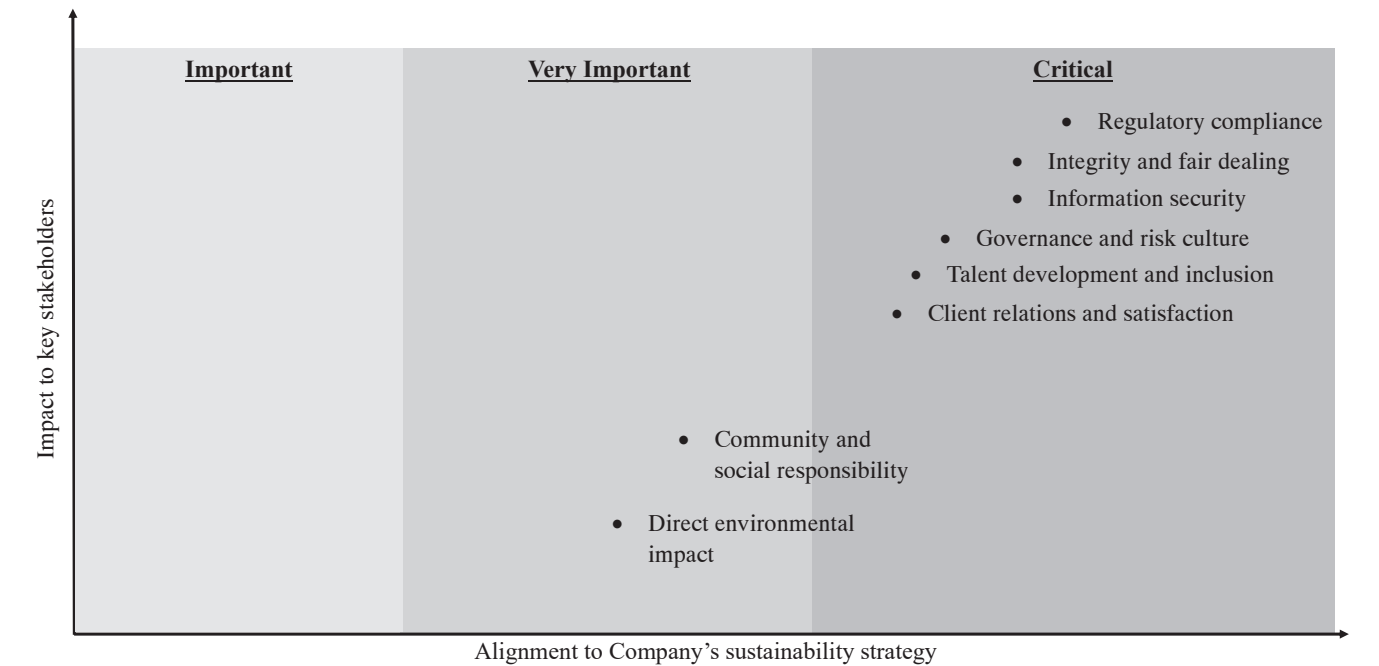 Important
Very Important
Critical
• Regulatory compliance
• Integrity and fair dealing
• Information security
• Governance and risk culture
• Talent development and inclusion
• Client relations and satisfaction
• Community and
social responsibility
• Direct environmental
impact
Impact to key stakeholders
Alignment to Company’s sustainability strategy